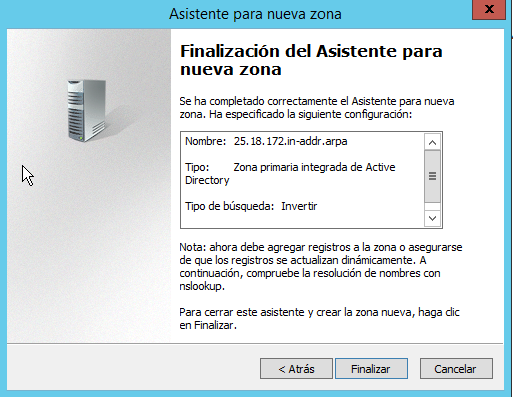 Asistente para nueva zona
x
Finalización del Asistente para
nueva zona
Se ha completado correctamente el Asistente para nueva
zona. Ha especificado la siguiente configuración:
Nombre: 25.18.172.in-addr.arpa
Tipo: Zona primaria integrada de Active
Directory
Tipo de búsqueda: Invertir
Nota: ahora debe agregar registros a la zona o asegurarse
de que los registros se actualizan dinámicamente. A
continuación, compruebe la resolución de nombres con
nslookup.
Para cerrar este asistente y crear la zona nueva, haga clic
en Finalizar.
< Atrás Finalizar Cancelar